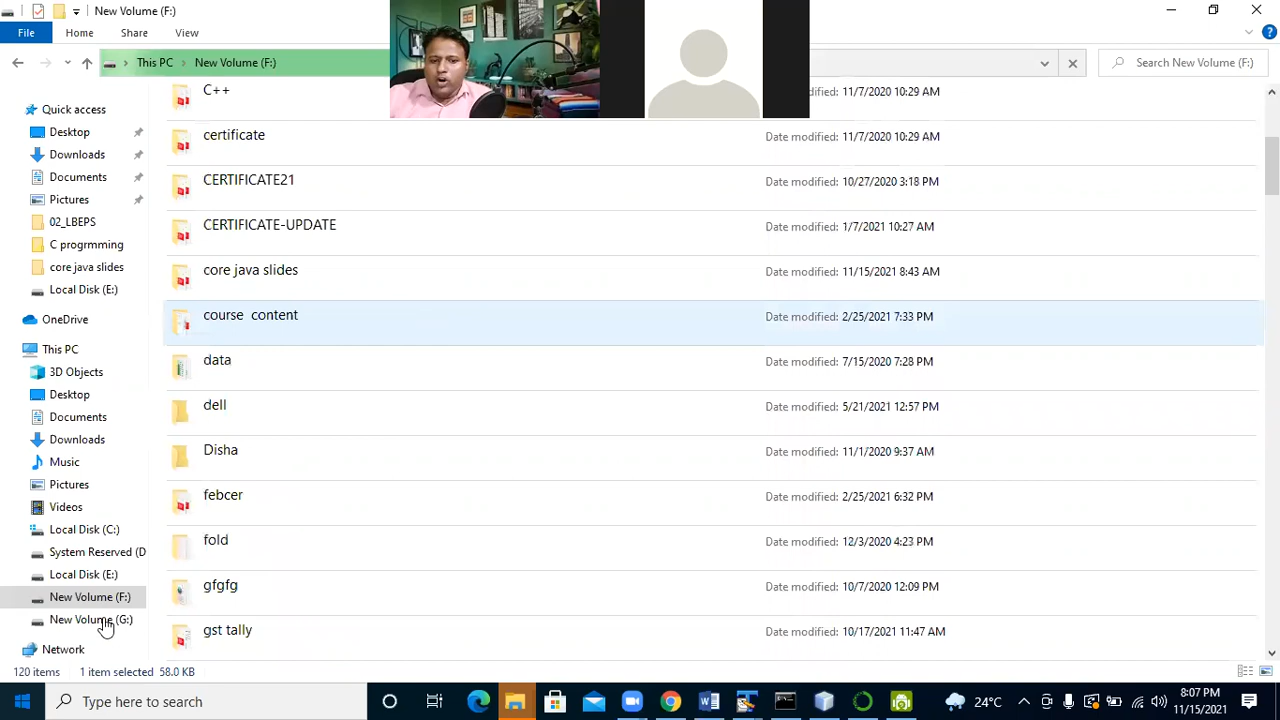 New Volume (F:)
File Home Share View
This PC New Volume (F:)
Search New Volume (F:)
Quick access
Desktop
Downloads
Documents
Pictures
02_LBEPS
C progrmming
core java slides
Local Disk (E:)
OneDrive
This PC
3D Objects
Desktop
Documents
Downloads
Music
Pictures
Videos
Local Disk (C:)
System Reserved (D
Local Disk (E:)
New Volume (F:)
New Volume (G:)
Network
C++ dified: 11/7/2020 10:29 AM
certificate Date modified: 11/7/2020 10:29 AM
CERTIFICATE21 Date modified: 10/27/2020 3:18 PM
CERTIFICATE-UPDATE Date modified: 1/7/2021 10:27 AM
core java slides Date modified: 11/15/2021 8:43 AM
course content Date modified: 2/25/2021 7:33 PM
data Date modified: 7/15/2020 7:28 PM
dell Date modified: 5/21/2021 12:57 PM
Disha Date modified: 11/1/2020 9:37 AM
febcer Date modified: 2/25/2021 6:32 PM
fold Date modified: 12/3/2020 4:23 PM
gfgfg Date modified: 10/7/2020 12:09 PM
gst tally Date modified: 10/17/2021 11:47 AM
120 items 1 item selected 58.0 KB
Type here to search
24°C
8:07 PM
11/15/2021